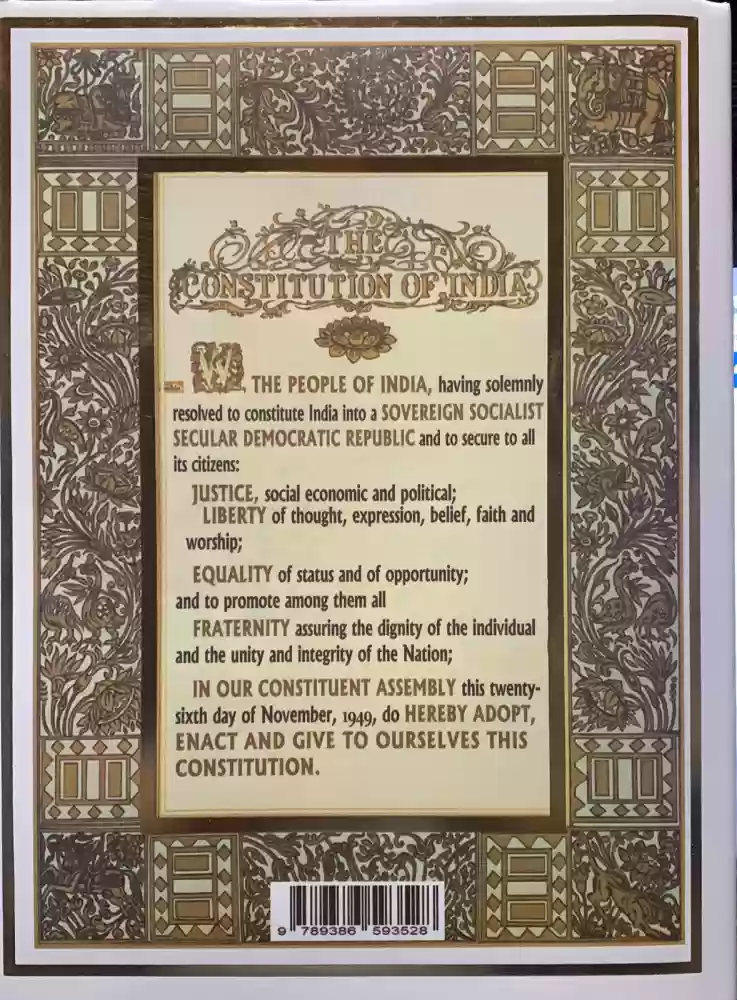 THE
CONSTITUTION OF INDIA
WE, THE PEOPLE OF INDIA, having solemnly
resolved to constitute India into a SOVEREIGN SOCIALIST
SECULAR DEMOCRATIC REPUBLIC and to secure to all
its citizens:
JUSTICE, social economic and political;
LIBERTY of thought, expression, belief, faith and
worship;
EQUALITY of status and of opportunity;
and to promote among them all
FRATERNITY assuring the dignity of the individual
and the unity and integrity of the Nation;
IN OUR CONSTITUENT ASSEMBLY this twenty-
sixth day of November, 1949, do HEREBY ADOPT,
ENACT AND GIVE TO OURSELVES THIS
CONSTITUTION.
9 789386 593528